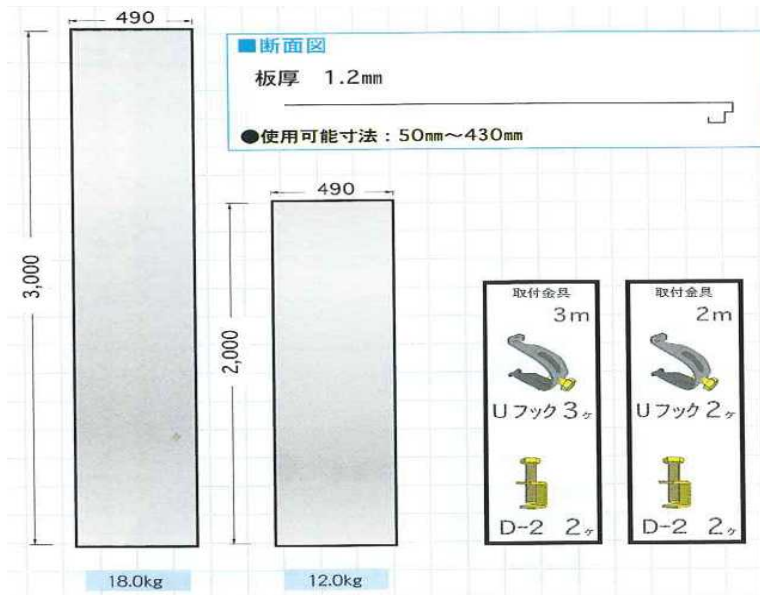 490
■断面図
板厚 1.2㎜
●使用可能寸法：50㎜～430㎜
490
3,000
2,000
取付金具
3m
Uフック3ヶ
D-2 2ヶ
取付金具
2m
Uフック2ヶ
D-2 2ヶ
18.0kg
12.0kg